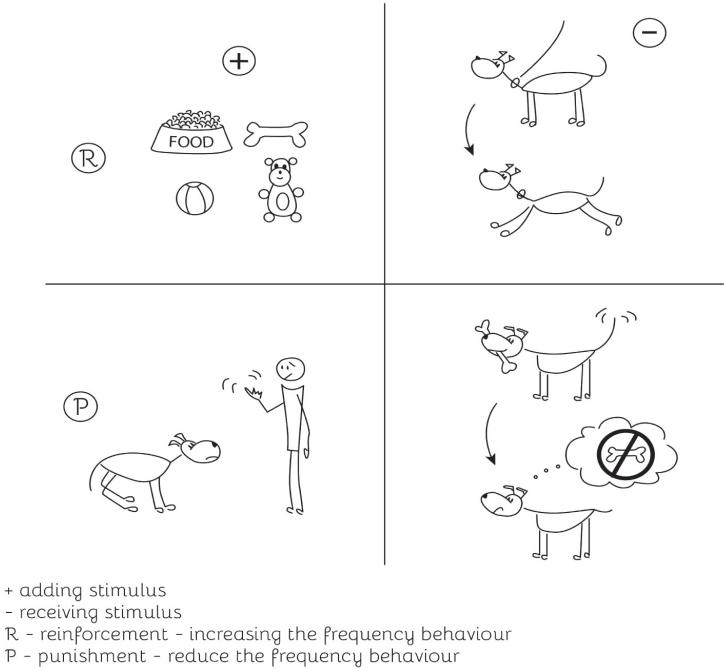 +
−
R
FOOD
P
+ adding stimulus
- receiving stimulus
R - reinforcement - increasing the frequency behaviour
P - punishment - reduce the frequency behaviour